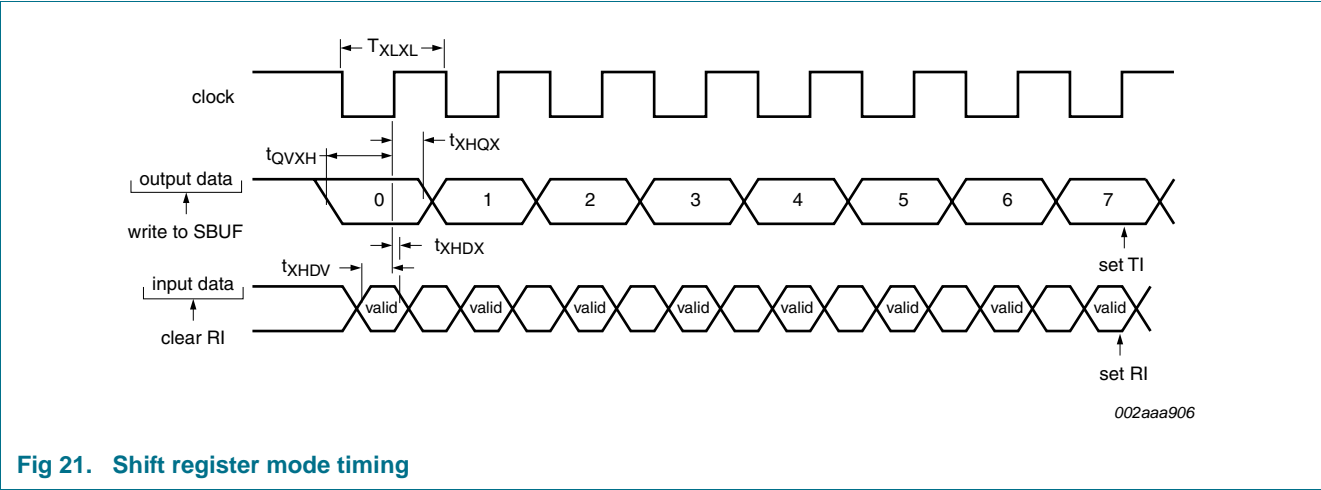 TXLXL
clock
tXHQX
tQVXH
output data
0 1 2 3 4 5 6 7
write to SBUF
tXHDX
set TI
tXHDV
input data
valid valid valid valid valid valid valid valid
clear RI
set RI
002aaa906
Fig 21. Shift register mode timing